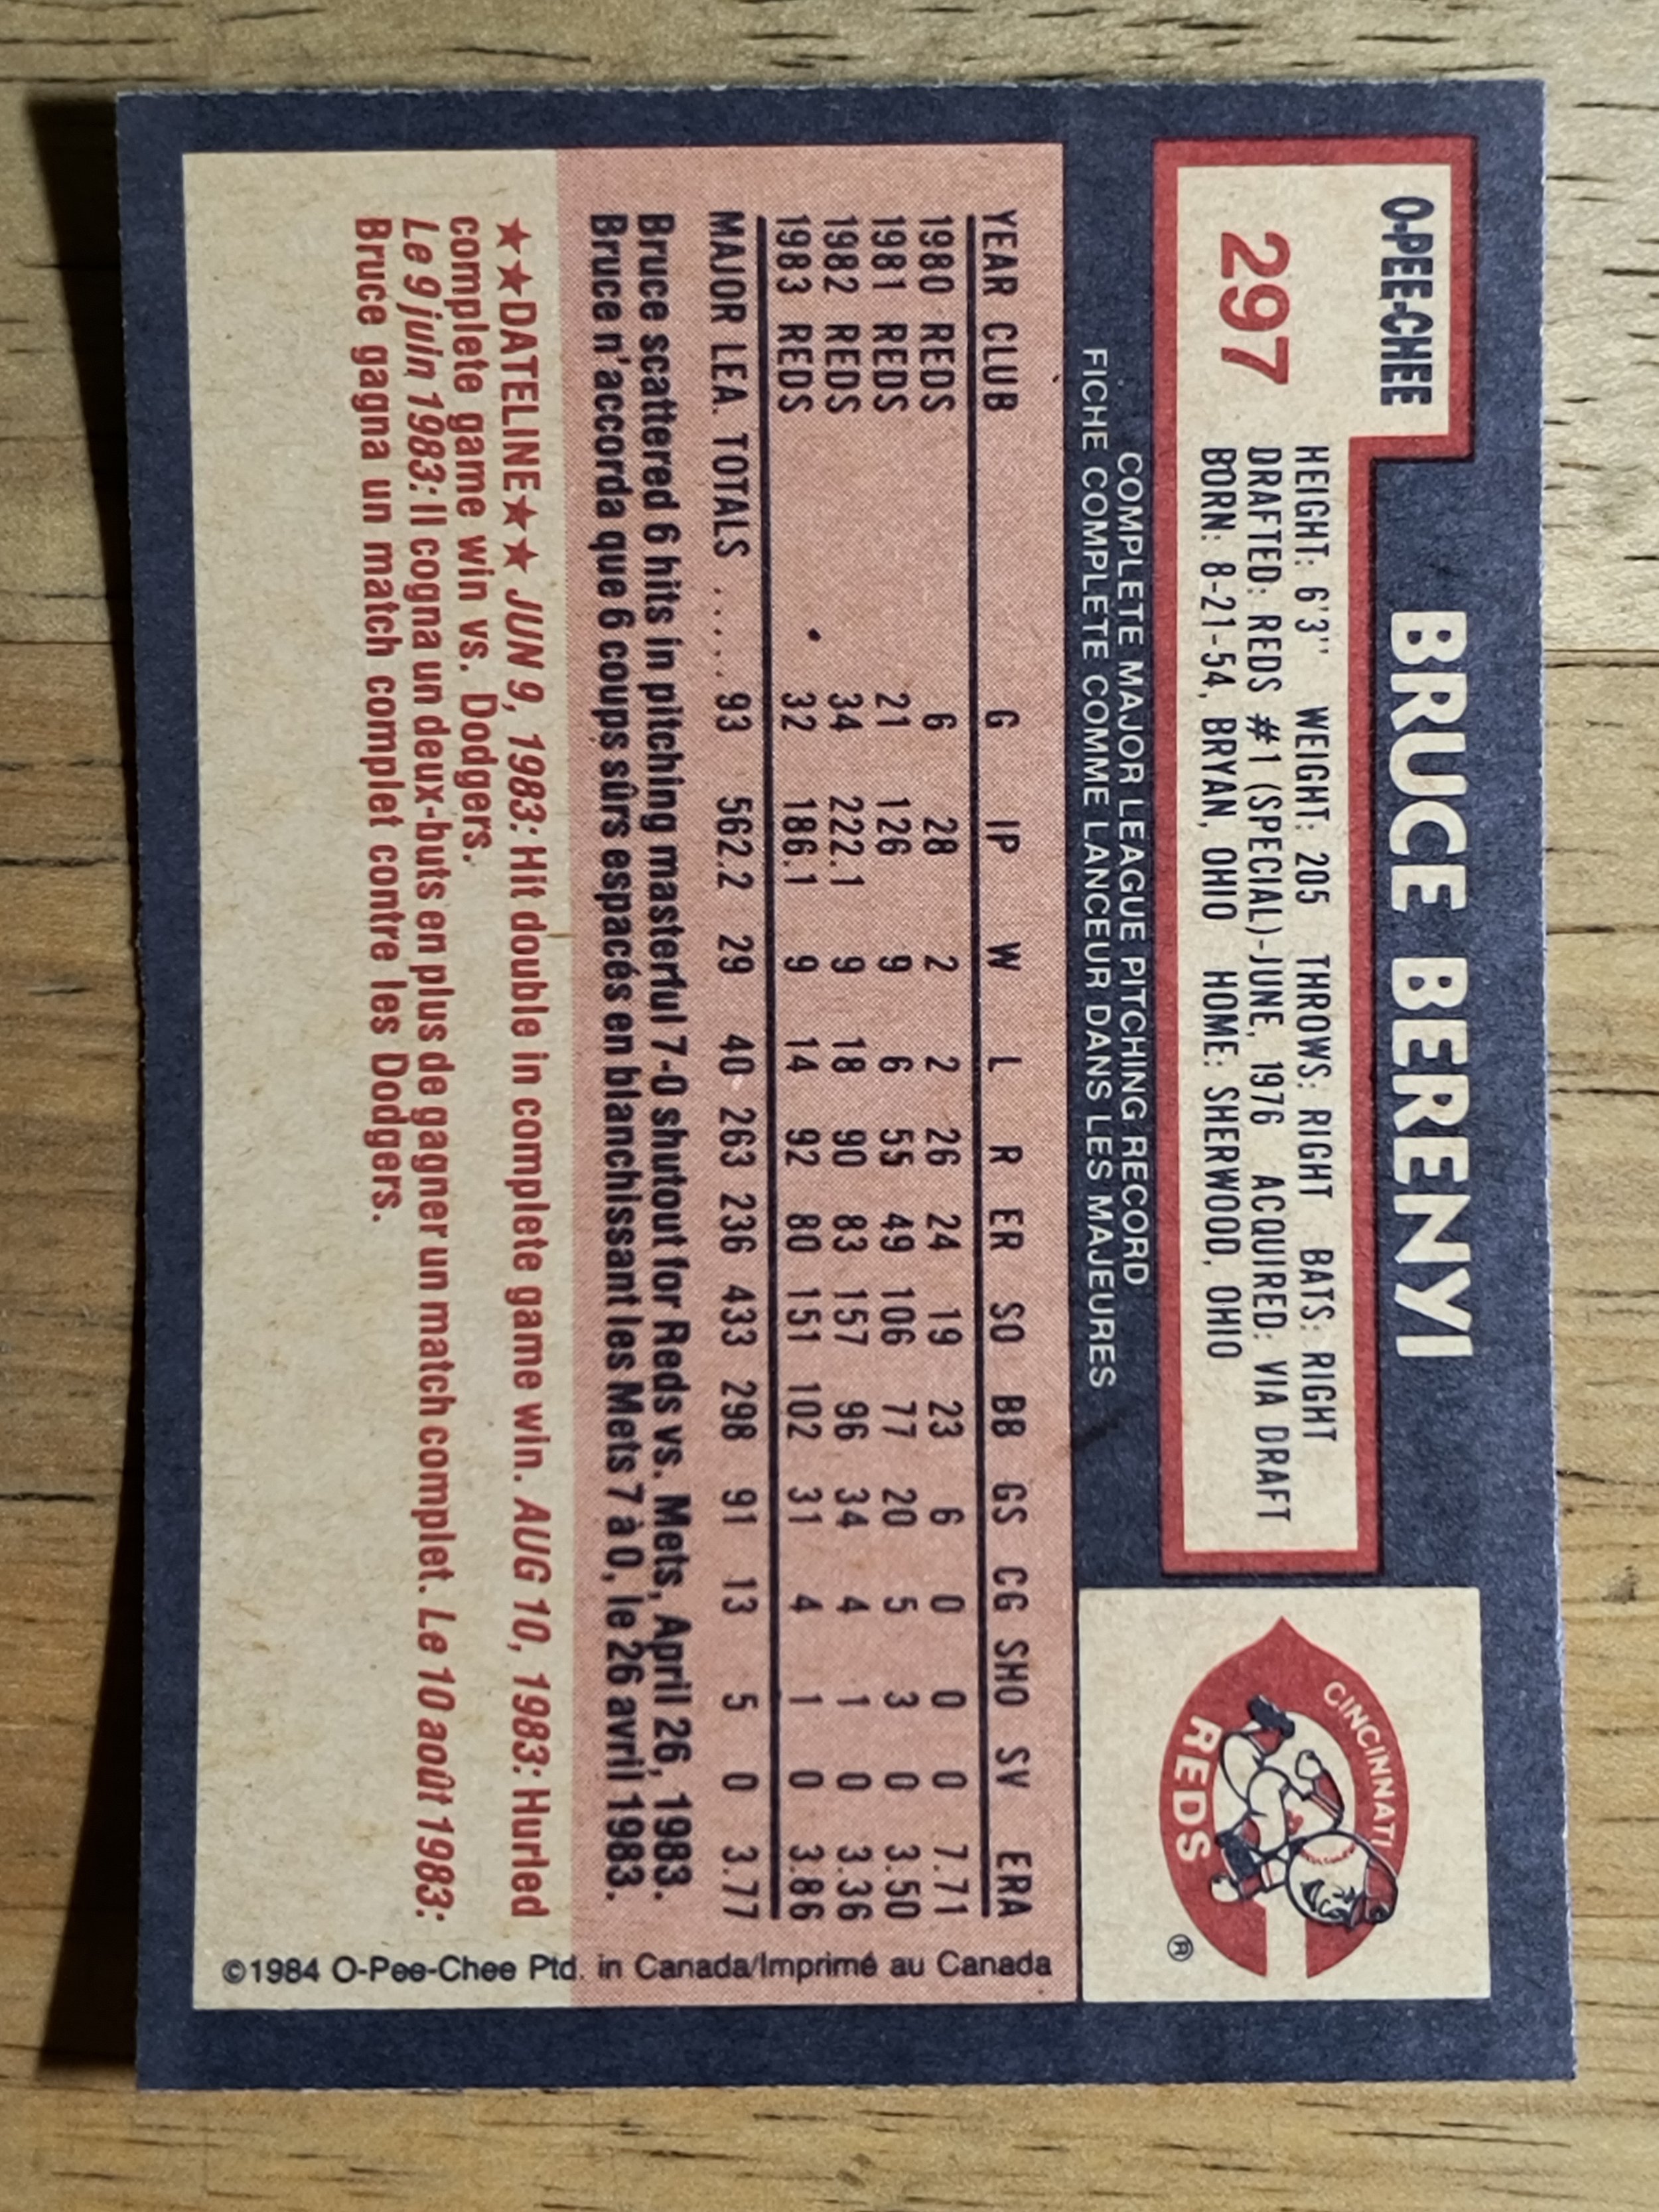 O-PEE-CHEE
BRUCE BERENYI
297
HEIGHT: 6'3" WEIGHT: 205 THROWS: RIGHT BATS: RIGHT
DRAFTED: REDS #1 (SPECIAL)-JUNE, 1976 ACQUIRED: VIA DRAFT
BORN: 8-21-54, BRYAN, OHIO HOME: SHERWOOD, OHIO
CINCINNATI
REDS
®
COMPLETE MAJOR LEAGUE PITCHING RECORD
FICHE COMPLETE COMME LANCEUR DANS LES MAJEURES
YEAR CLUB G IP W L R ER SO BB GS CG SHO SV ERA
1980 REDS 6 28 2 2 26 24 19 23 6 0 0 0 7.71
1981 REDS 21 126 9 6 55 49 106 77 20 5 3 0 3.50
1982 REDS 34 222.1 9 18 90 83 157 96 34 4 1 0 3.36
1983 REDS 32 186.1 9 14 92 80 151 102 31 4 1 0 3.86
MAJOR LEA. TOTALS ..... 93 562.2 29 40 263 236 433 298 91 13 5 0 3.77
Bruce scattered 6 hits in pitching masterful 7-0 shutout for Reds vs. Mets, April 26, 1983.
Bruce n'accorda que 6 coups sûrs espacés en blanchissant les Mets 7 à 0, le 26 avril 1983.
★★DATELINE★★ JUN 9, 1983: Hit double in complete game win. AUG 10, 1983: Hurled
complete game win vs. Dodgers.
Le 9 juin 1983: Il cogna un deux-buts en plus de gagner un match complet. Le 10 août 1983:
Bruce gagna un match complet contre les Dodgers.
©1984 O-Pee-Chee Ptd. in Canada/Imprimé au Canada